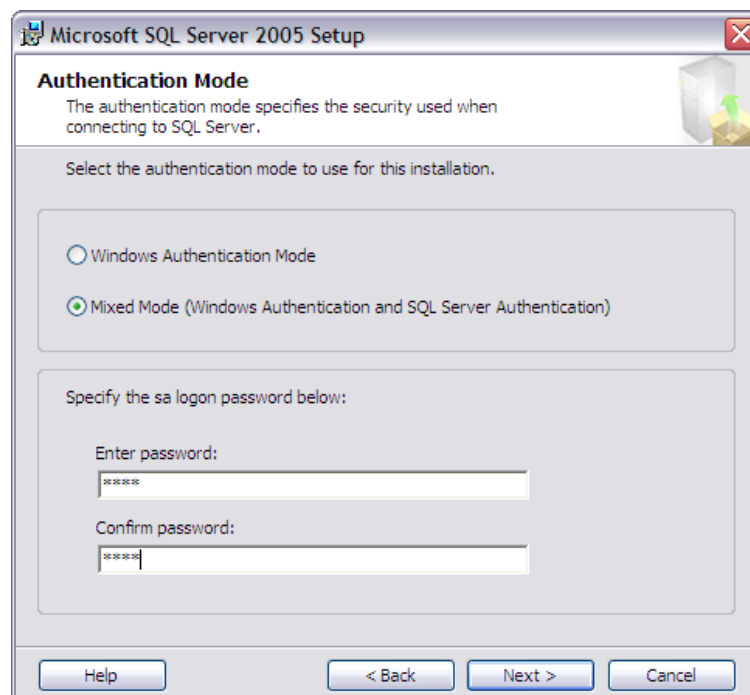 Microsoft SQL Server 2005 Setup
Authentication Mode
The authentication mode specifies the security used when
connecting to SQL Server.
Select the authentication mode to use for this installation.
Windows Authentication Mode
Mixed Mode (Windows Authentication and SQL Server Authentication)
Specify the sa logon password below:
Enter password:
****
Confirm password:
****
Help
< Back
Next >
Cancel